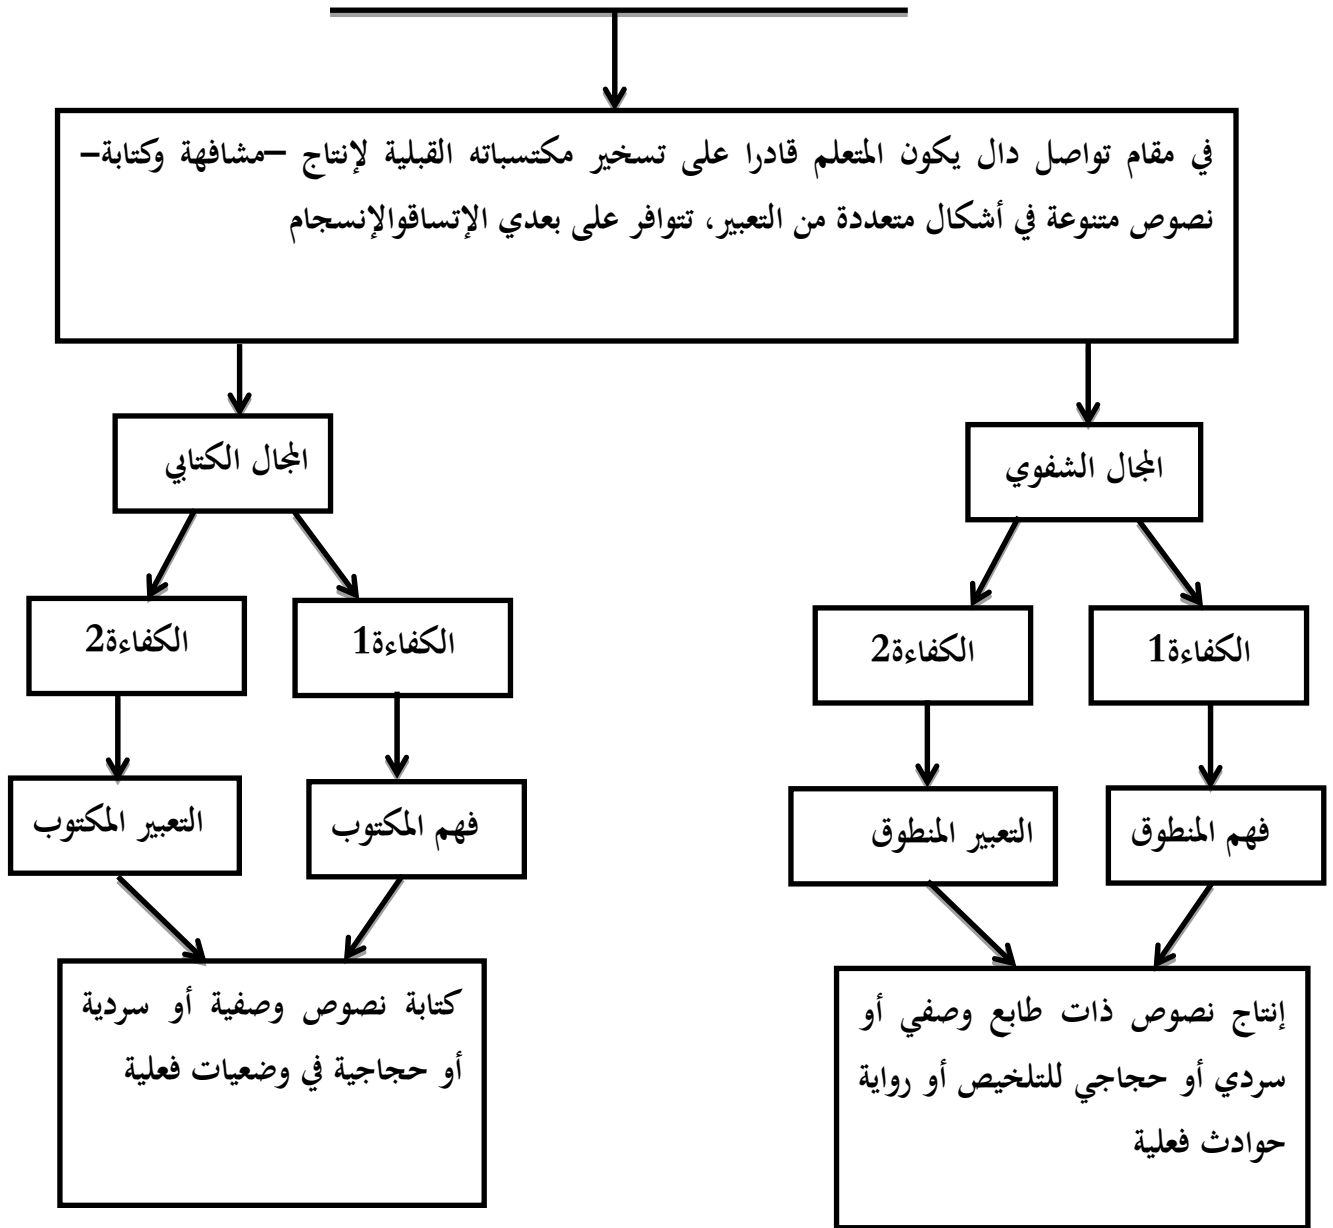 في مقام تواصل دال يكون المتعلم قادرا على تسخير مكتسباته القبلية لإنتاج –مشافهة وكتابة–
نصوص متنوعة في أشكال متعددة من التعبير، تتوافر على بعدي الإتساقوالإنسجام
المجال الشفوي
المجال الكتابي
الكفاءة1
الكفاءة2
الكفاءة1
الكفاءة2
فهم المنطوق
التعبير المنطوق
فهم المكتوب
التعبير المكتوب
إنتاج نصوص ذات طابع وصفي أو
سردي أو حجاجي للتلخيص أو رواية
حوادث فعلية
كتابة نصوص وصفية أو سردية
أو حجاجية في وضعيات فعلية